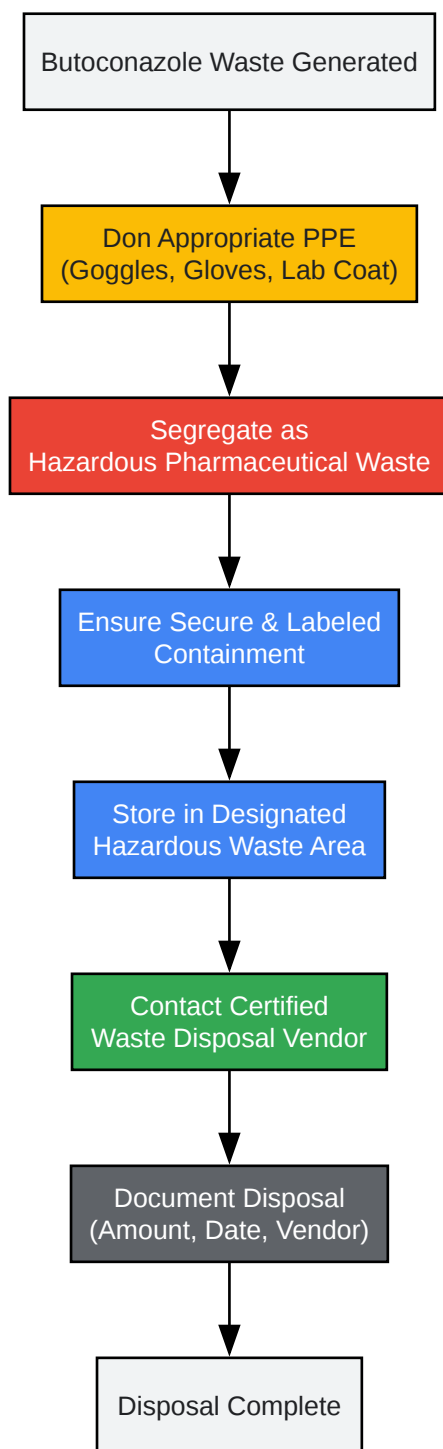 Butoconazole Waste Generated
Don Appropriate PPE
(Goggles, Gloves, Lab Coat)
Segregate as
Hazardous Pharmaceutical Waste
Ensure Secure & Labeled
Containment
Store in Designated
Hazardous Waste Area
Contact Certified
Waste Disposal Vendor
Document Disposal
(Amount, Date, Vendor)
Disposal Complete